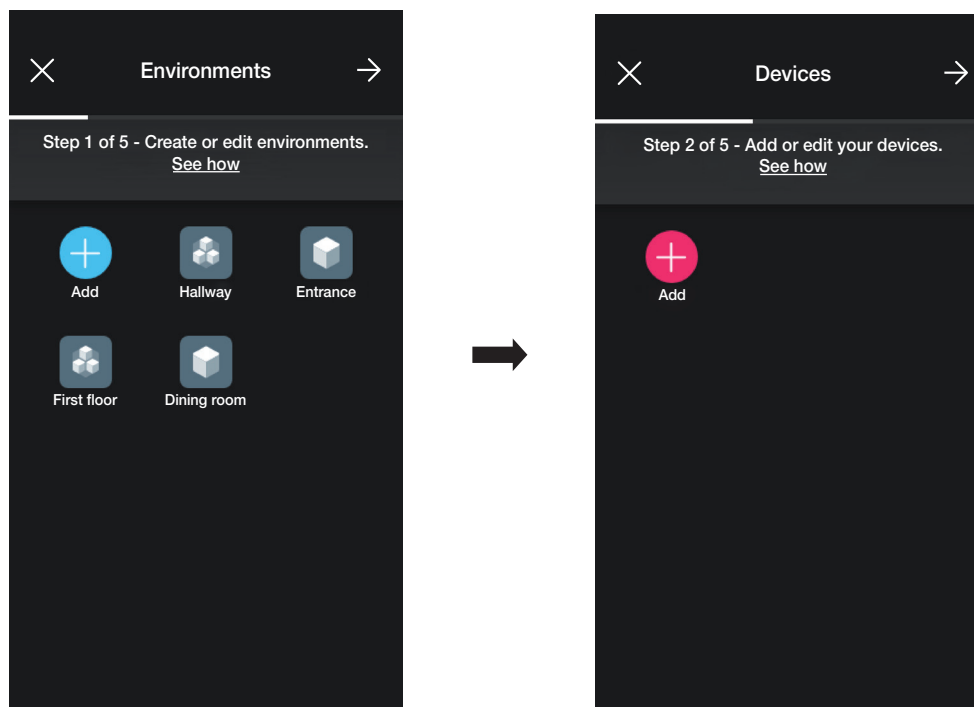 Environments
Step 1 of 5 - Create or edit environments.
See how
Add
Hallway
Entrance
First floor
Dining room
Devices
Step 2 of 5 - Add or edit your devices.
See how
Add